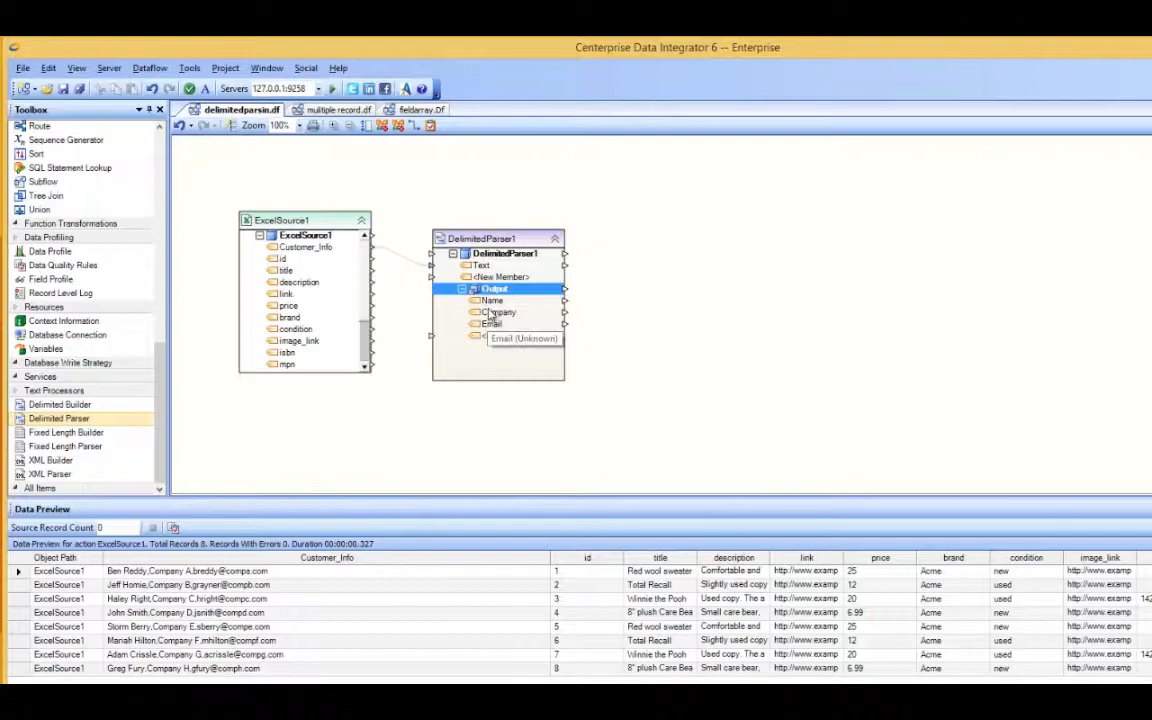 Centerprise Data Integrator 6 -- Enterprise
File Edit View Server Dataflow Tools Project Window Social Help
Servers 127.0.0.1:9258
Toolbox
delimitedparsin.df multiple record.df fieldarray.Df
Zoom 100%
Route
Sequence Generator
Sort
SQL Statement Lookup
Subflow
Tree Join
Union
Function Transformations
Data Profiling
Data Profile
Data Quality Rules
Field Profile
Record Level Log
Resources
Context Information
Database Connection
Variables
Database Write Strategy
Services
Text Processors
Delimited Builder
Delimited Parser
Fixed Length Builder
Fixed Length Parser
XML Builder
XML Parser
All Items
ExcelSource1
ExcelSource1
Customer_Info
id
title
description
link
price
brand
condition
image_link
isbn
mpn
DelimitedParser1
DelimitedParser1
Text
<New Member>
Output
Name
Company
Email
Email (Unknown)
Data Preview
Source Record Count 0
Data Preview for action ExcelSource1. Total Records 8. Records With Errors 0. Duration 00:00:00.327
Object Path Customer_Info id title description link price brand condition image_link
ExcelSource1 Ben Reddy,Company A,breddy@compa.com 1 Red wool sweater Comfortable and http://www.examp 25 Acme new http://www.examp
ExcelSource1 Jeff Homie,Company B,grayner@compb.com 2 Total Recall Slightly used copy http://www.examp 12 Acme used http://www.examp
ExcelSource1 Haley Right,Company C,hright@compc.com 3 Winnie the Pooh Used copy. The a http://www.examp 20 Acme used http://www.examp 142
ExcelSource1 John Smith,Company D,jsmith@compd.com 4 8" plush Care Bea Small care bear, http://www.examp 6.99 Acme new http://www.examp
ExcelSource1 Storm Berry,Company E,sberry@compe.com 5 Red wool sweater Comfortable and http://www.examp 25 Acme new http://www.examp
ExcelSource1 Mariah Hilton,Company F,mhilton@compf.com 6 Total Recall Slightly used copy http://www.examp 12 Acme used http://www.examp
ExcelSource1 Adam Crissle,Company G,acrissle@compg.com 7 Winnie the Pooh Used copy. The a http://www.examp 20 Acme used http://www.examp 142
ExcelSource1 Greg Fury,Company H,gfury@comph.com 8 8" plush Care Bea Small care bear, http://www.examp 6.99 Acme new http://www.examp